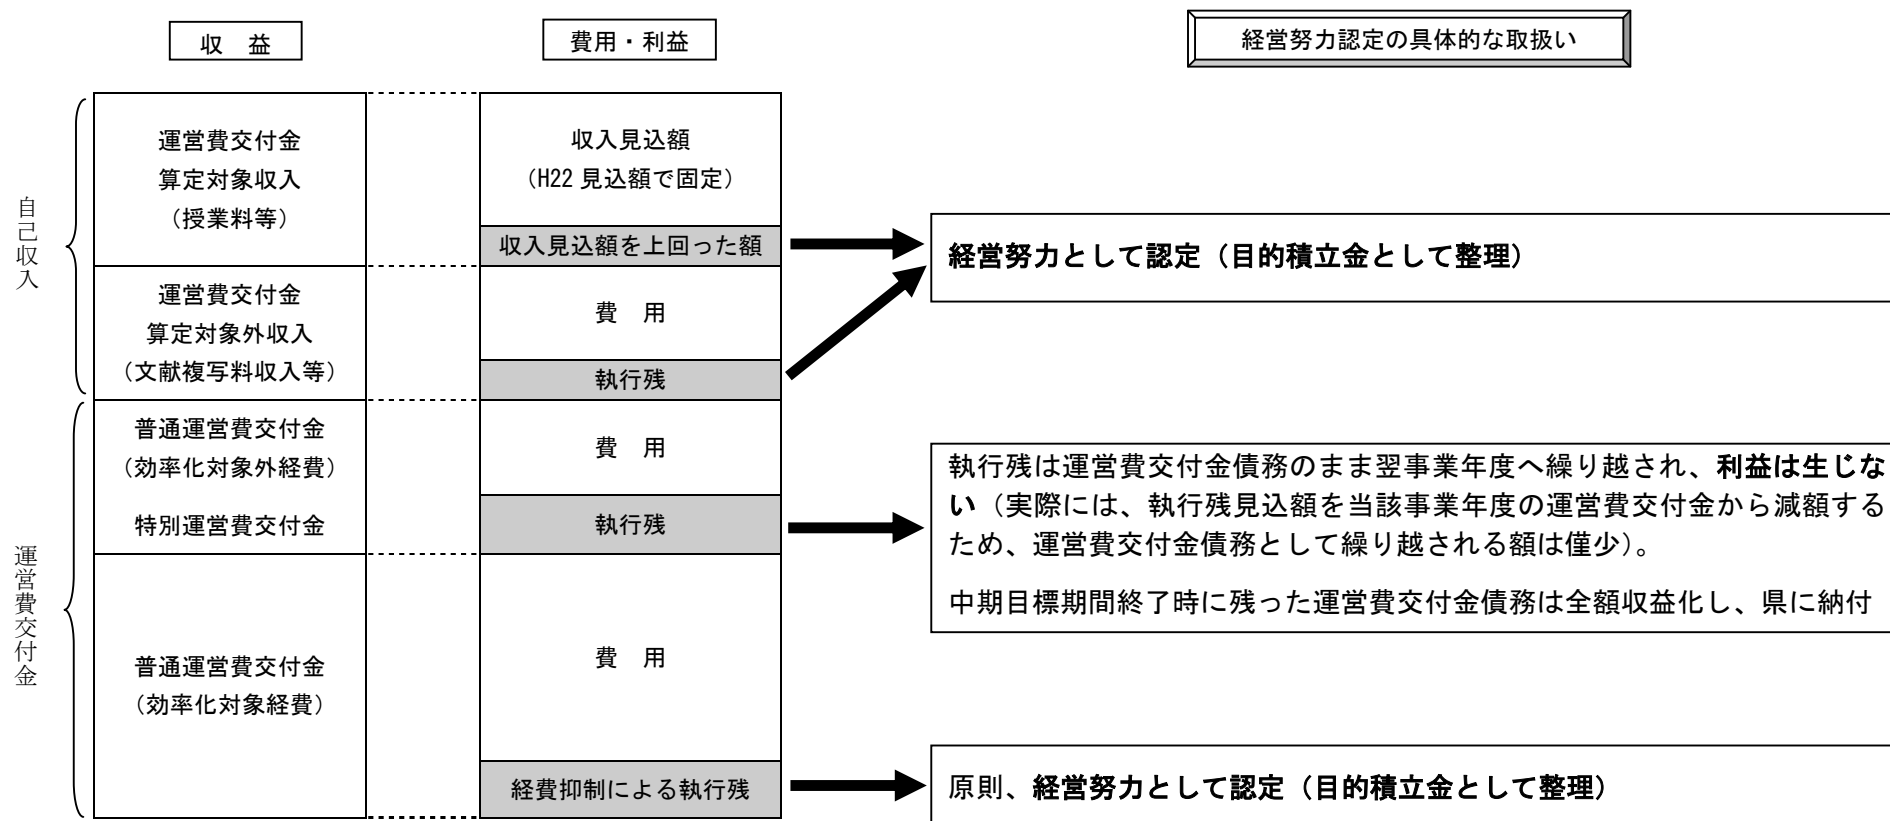 収　益
費用・利益
経営努力認定の具体的な取扱い
自己収入
運営費交付金
算定対象収入
（授業料等）
収入見込額
（H22 見込額で固定）
収入見込額を上回った額
経営努力として認定（目的積立金として整理）
運営費交付金
算定対象外収入
（文献複写料収入等）
費　用
執行残
運営費交付金
普通運営費交付金
（効率化対象外経費）
特別運営費交付金
費　用
執行残
執行残は運営費交付金債務のまま翌事業年度へ繰り越され、利益は生じな
い（実際には、執行残見込額を当該事業年度の運営費交付金から減額する
ため、運営費交付金債務として繰り越される額は僅少）。
中期目標期間終了時に残った運営費交付金債務は全額収益化し、県に納付
普通運営費交付金
（効率化対象経費）
費　用
経費抑制による執行残
原則、経営努力として認定（目的積立金として整理）